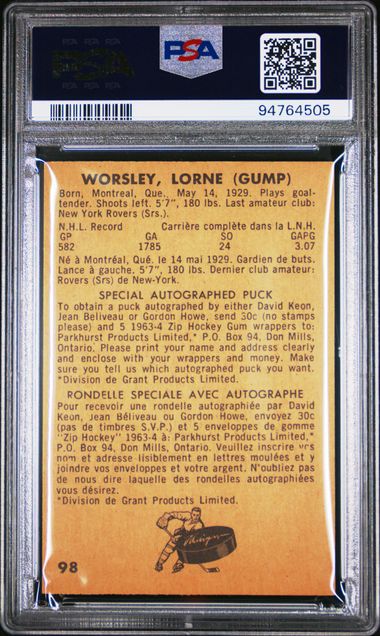 PSA
94764505
WORSLEY, LORNE (GUMP)
Born, Montreal, Que., May 14, 1929. Plays goal-
tender. Shoots left. 5'7", 180 lbs. Last amateur club:
New York Rovers (Srs.).
N.H.L. Record Carrière complète dans la L.N.H.
GP GA SO GAPG
582 1785 24 3.07
Né à Montréal, Qué. le 14 mai 1929. Gardien de buts.
Lance à gauche. 5'7", 180 lbs. Dernier club amateur:
Rovers (Srs) de New-York.
SPECIAL AUTOGRAPHED PUCK
To obtain a puck autographed by either David Keon,
Jean Beliveau or Gordon Howe, send 30c (no stamps
please) and 5 1963-4 Zip Hockey Gum wrappers to:
Parkhurst Products Limited,* P.O. Box 94, Don Mills,
Ontario. Please print your name and address clearly
and enclose with your wrappers and money. Make
sure you tell us which autographed puck you want.
*Division de Grant Products Limited.
RONDELLE SPECIALE AVEC AUTOGRAPHE
Pour recevoir une rondelle autographiée par David
Keon, Jean Béliveau ou Gordon Howe, envoyez 30c
(pas de timbres S.V.P.) et 5 enveloppes de gomme
"Zip Hockey" 1963-4 à: Parkhurst Products Limited,*
P.O. Box 94, Don Mills, Ontario. Veuillez inscrire vos
nom et adresse lisiblement en lettres moulées et y
joindre vos enveloppes et votre argent. N'oubliez pas
de nous dire laquelle des rondelles autographiées
vous désirez.
*Division de Grant Products Limited.
98